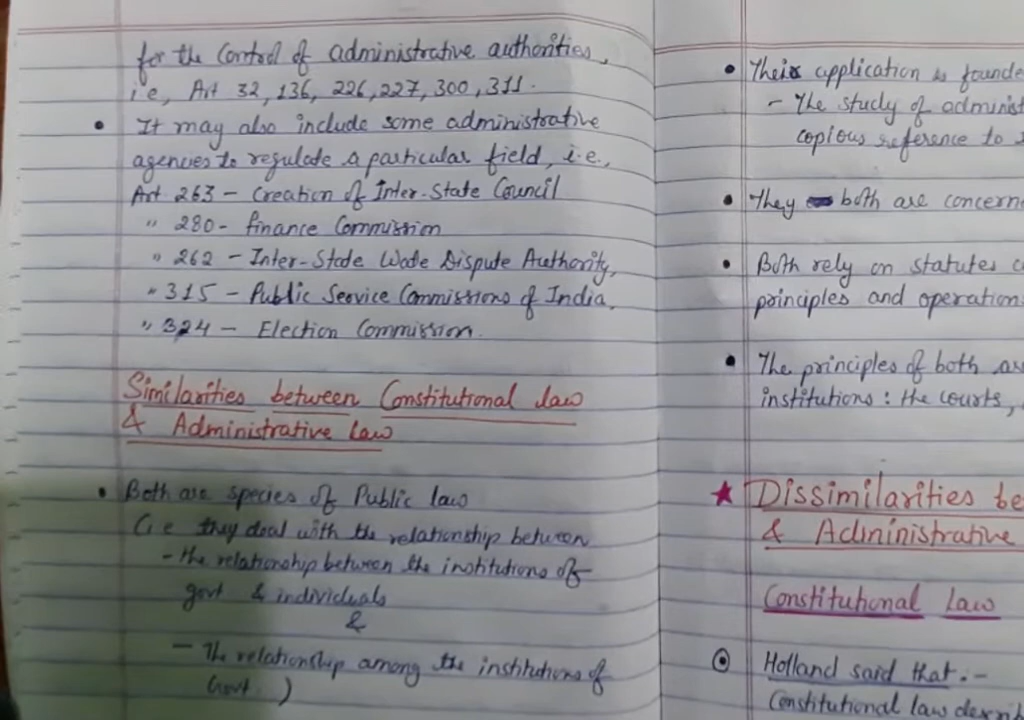 for the control of administrative authorities,
i.e, Art 32, 136, 226, 227, 300, 311.
• It may also include some administrative
agencies to regulate a particular field, i.e.,
Art 263 - Creation of Inter-State Council
" 280 - finance Commission
" 262 - Inter-State Wate Dispute Authority,
" 315 - Public Service Commissions of India,
" 324 - Election Commission.
Similarities between Constitutional law
& Administrative Law
• Both are species of Public law
(i.e they deal with the relationship between
- the relationship between the institutions of
govt & individuals
&
- The relationship among the institutions of
Govt.)
• Their application is founde
- The study of administ
copious reference to
• They both are concern
• Both rely on statutes
principles and operation
• The principles of both
institutions : the courts,
★ Dissimilarities be
& Administrative
Constitutional Law
Holland said that :-
Constitutional law describ